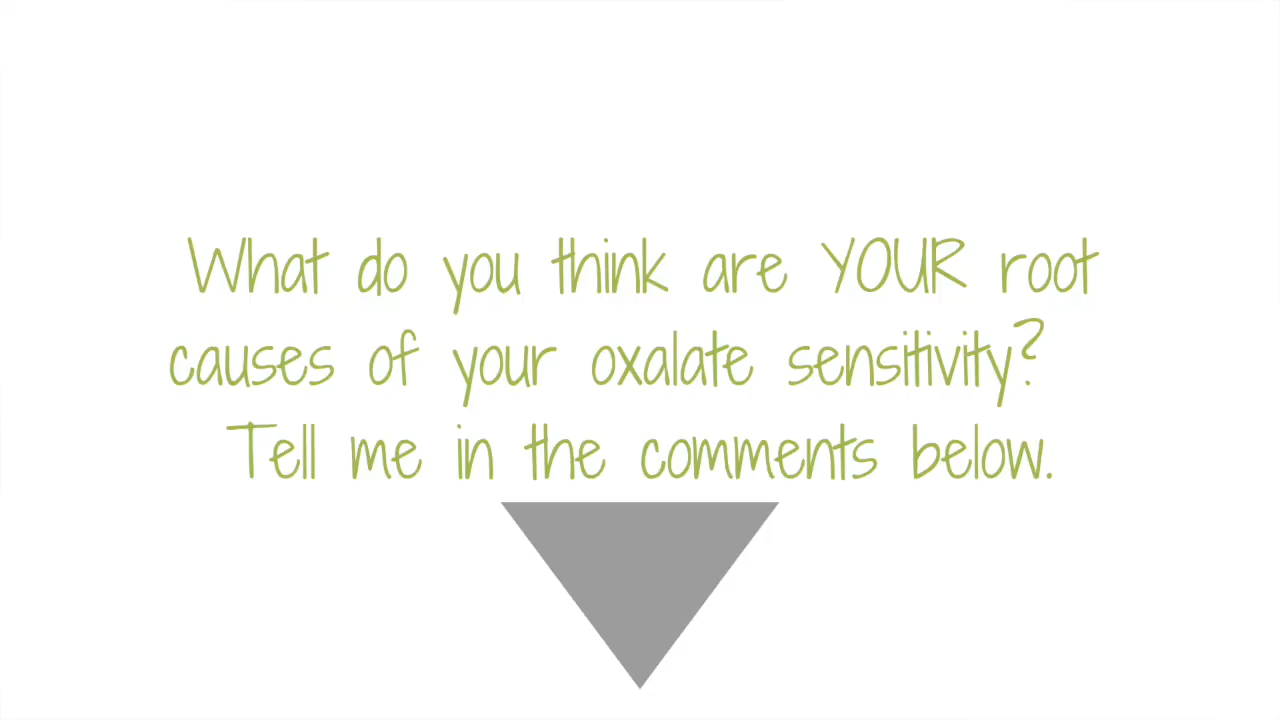 What do you think are YOUR root
causes of your oxalate sensitivity?
Tell me in the comments below.